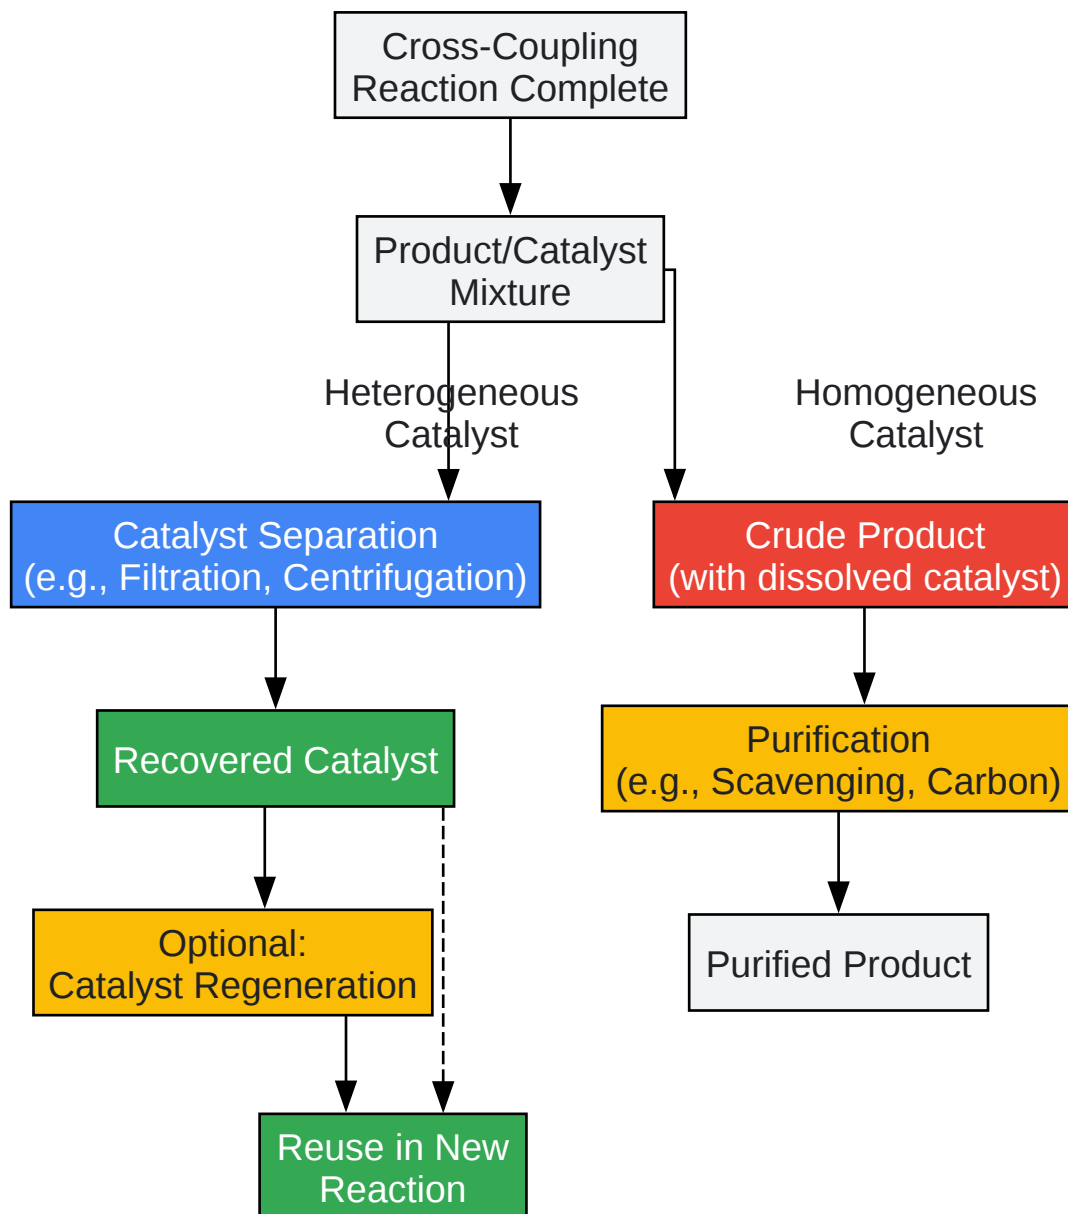 Cross-Coupling
Reaction Complete
Product/Catalyst
Mixture
Heterogeneous
Catalyst
Homogeneous
Catalyst
Catalyst Separation
(e.g., Filtration, Centrifugation)
Crude Product
(with dissolved catalyst)
Recovered Catalyst
Purification
(e.g., Scavenging, Carbon)
Optional:
Catalyst Regeneration
Purified Product
Reuse in New
Reaction